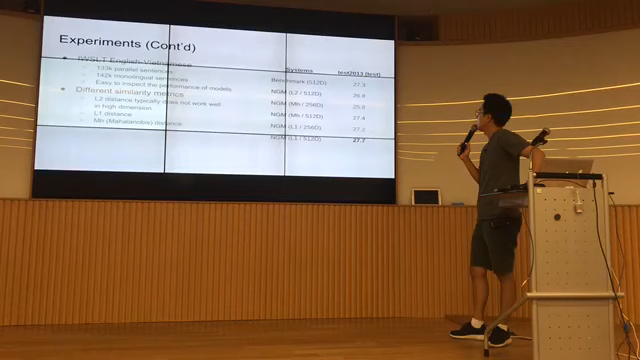 Experiments (Cont'd)
IWSLT English-Vietnamese
133k parallel sentences
142k monolingual sentences
Easy to inspect the performance of models
Different similarity metrics
L2 distance typically does not work well
in high dimension
L1 distance
Mh (Mahalanobis) distance
Systems test2013 (test)
Benchmark (512D) 27.3
NGM (L2 / 512D) 26.8
NGM (Mh / 256D)
NGM (Mh / 512D) 27.4
NGM (L1 / 256D) 27.2
NGM (L1 / 512D) 27.7